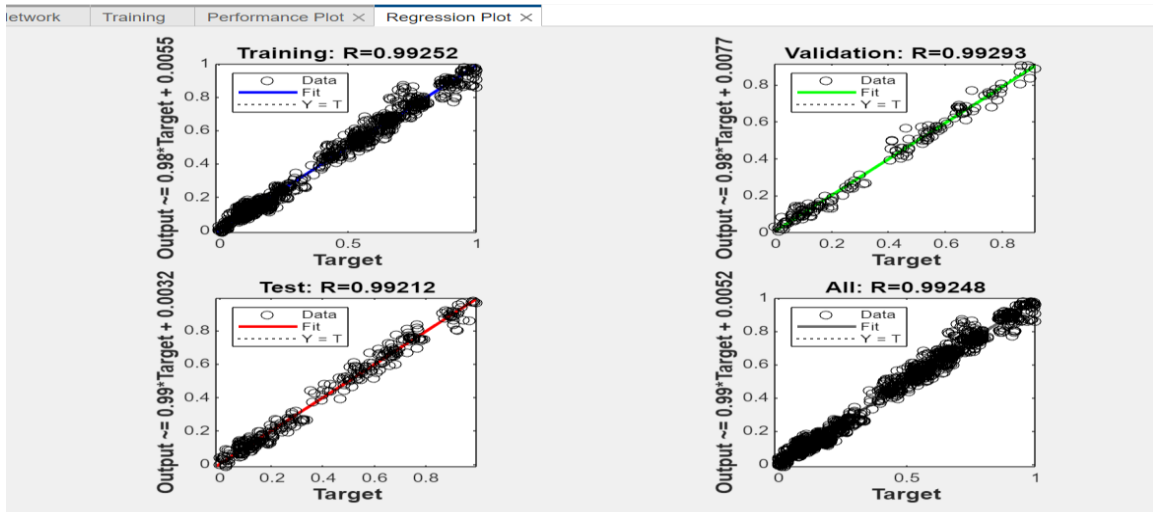 etwork Training Performance Plot × Regression Plot ×
Training: R=0.99252
Output ~= 0.98*Target + 0.0055
Data
Fit
Y = T
1
0.8
0.6
0.4
0.2
0
0 0.5 1
Target
Validation: R=0.99293
Output ~= 0.98*Target + 0.0077
Data
Fit
Y = T
0.8
0.6
0.4
0.2
0
0 0.2 0.4 0.6 0.8
Target
Test: R=0.99212
Output ~= 0.99*Target + 0.0032
Data
Fit
Y = T
0.8
0.6
0.4
0.2
0
0 0.2 0.4 0.6 0.8
Target
All: R=0.99248
Output ~= 0.99*Target + 0.0052
Data
Fit
Y = T
1
0.8
0.6
0.4
0.2
0
0 0.5 1
Target